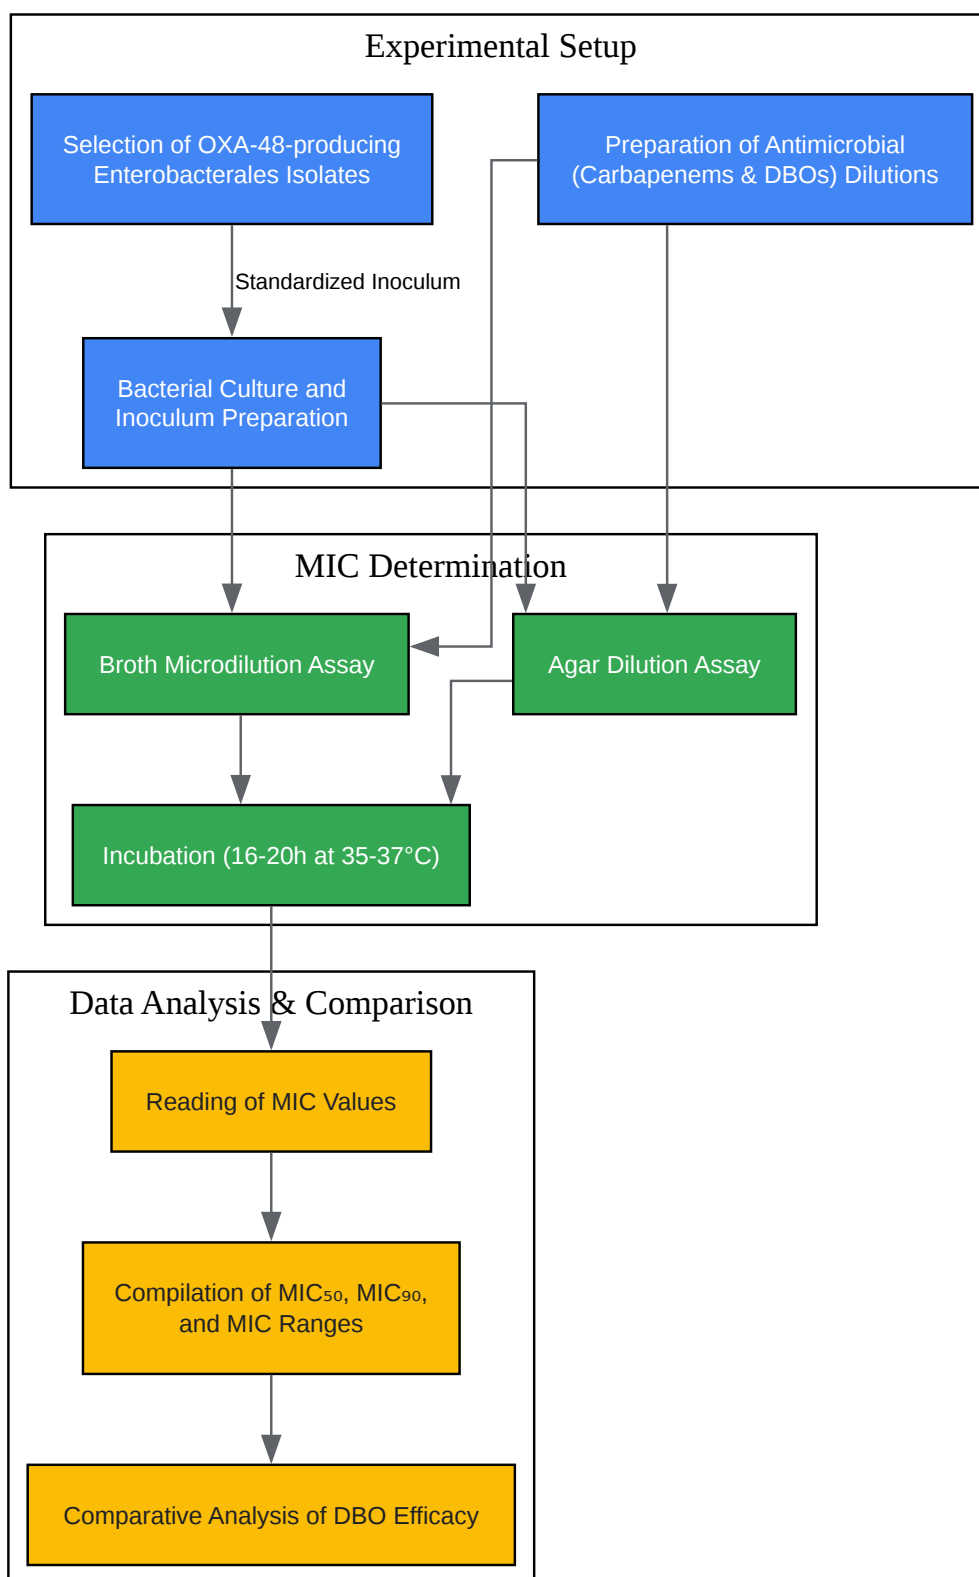 Experimental Setup
Selection of OXA-48-producing
Enterobacterales Isolates
Preparation of Antimicrobial
(Carbapenems & DBOs) Dilutions
Standardized Inoculum
Bacterial Culture and
Inoculum Preparation
MIC Determination
Broth Microdilution Assay
Agar Dilution Assay
Incubation (16-20h at 35-37°C)
Data Analysis & Comparison
Reading of MIC Values
Compilation of MIC₅₀, MIC₉₀,
and MIC Ranges
Comparative Analysis of DBO Efficacy